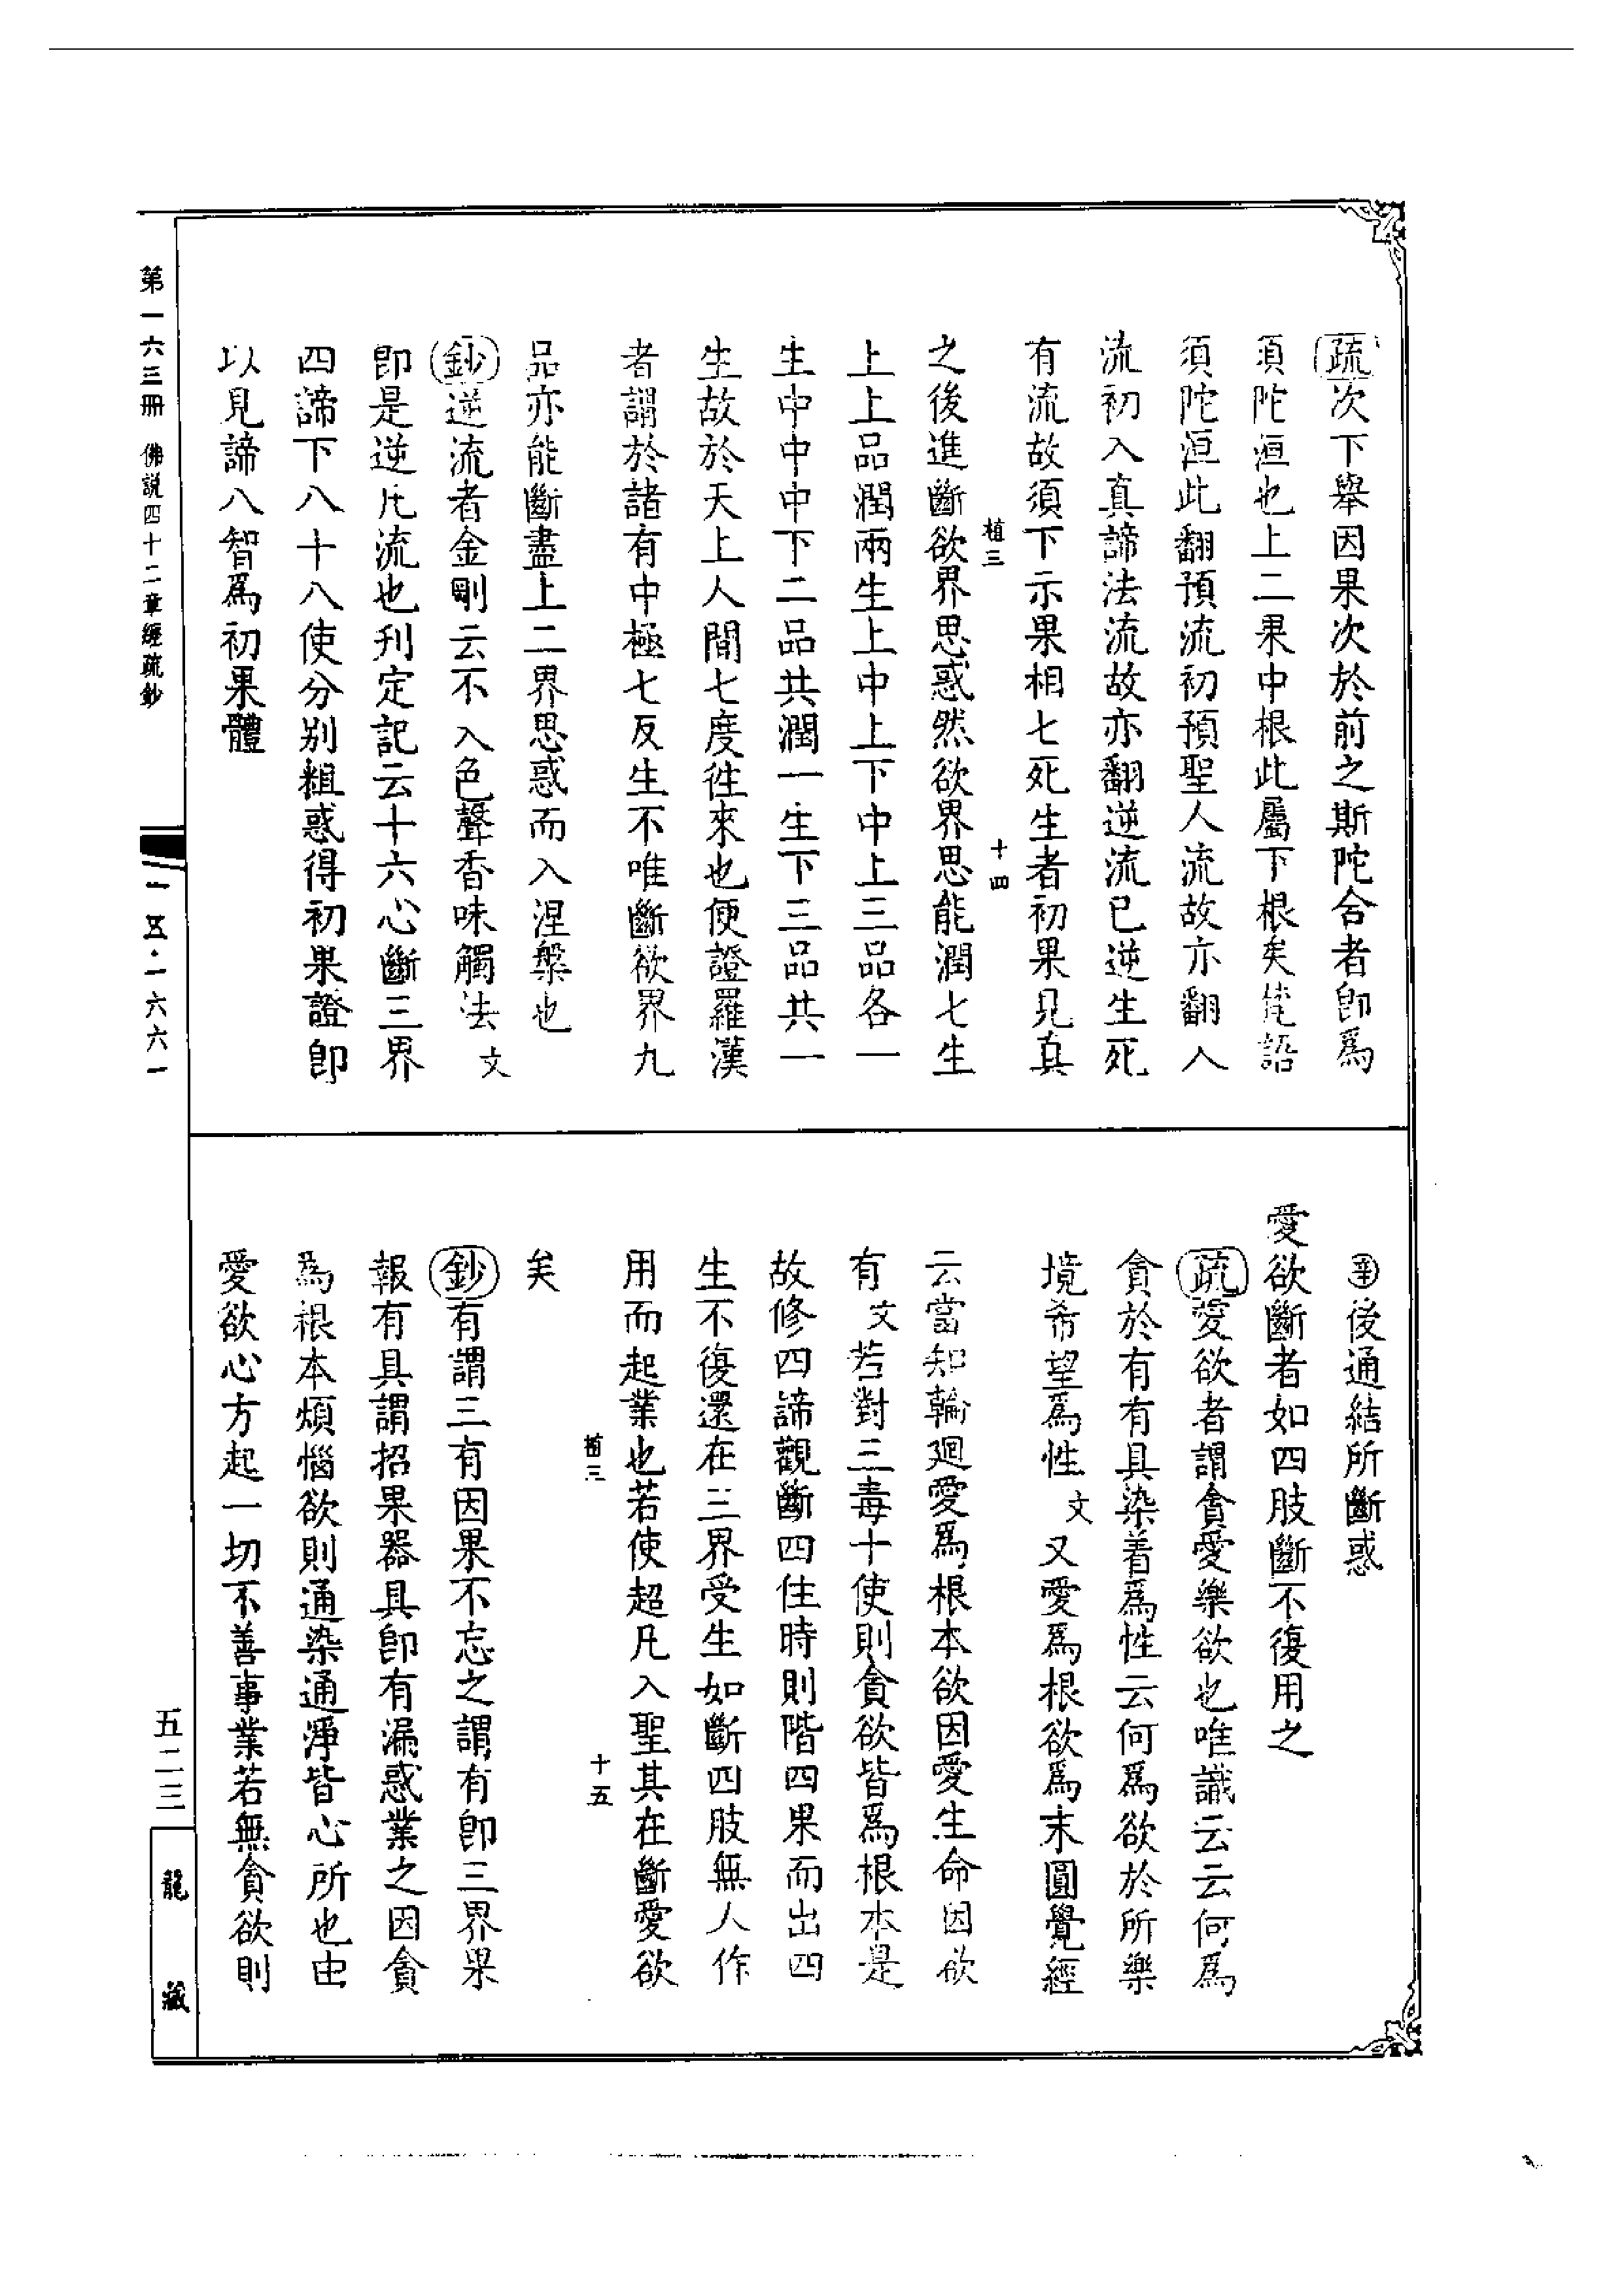 疏次下舉因果次於前之斯陀含者卽爲
須陀洹也上二果中根此屬下根矣梵語
須陀洹此翻預流初預聖人流故亦翻入
流初入真諦法流故亦翻逆流已逆生死
有流故須下示果相七死生者初果見真
植三
十四
之後進斷欲界思惑然欲界思能潤七生
上上品潤兩生上中上下中上三品各一
生中中中下二品共潤一生下三品共一
生故於天上人間七度徃來也便證羅漢
者謂於諸有中極七反生不唯斷欲界九
品亦能斷盡上二界思惑而入涅槃也
鈔逆流者金剛云不入色聲香味觸法文
卽是逆凡流也刋定記云十六心斷三界
四諦下八十八使分别粗惑得初果證卽
以見諦八智爲初果體
辛後通結所斷惑
愛欲斷者如四肢斷不復用之
疏愛欲者謂貪愛樂欲也唯識云云何爲
貪於有有具染着爲性云何爲欲於所樂
境希望爲性文又愛爲根欲爲末圓覺經
云當知輪廻愛爲根本欲因愛生命因欲
有文若對三毒十使則貪欲皆爲根本是
故修四諦觀斷四住時則階四果而出四
生不復還在三界受生如斷四肢無人作
用而起業也若使超凡入聖其在斷愛欲
植三
十五
矣
鈔有謂三有因果不忘之謂有卽三界果
報有具謂招果器具卽有漏惑業之因貪
爲根本煩惱欲則通染通淨皆心所也由
愛欲心方起一切不善事業若無貪欲則
第一六三冊 佛説四十二章經疏鈔
一五·一六六一
五二三
龍藏